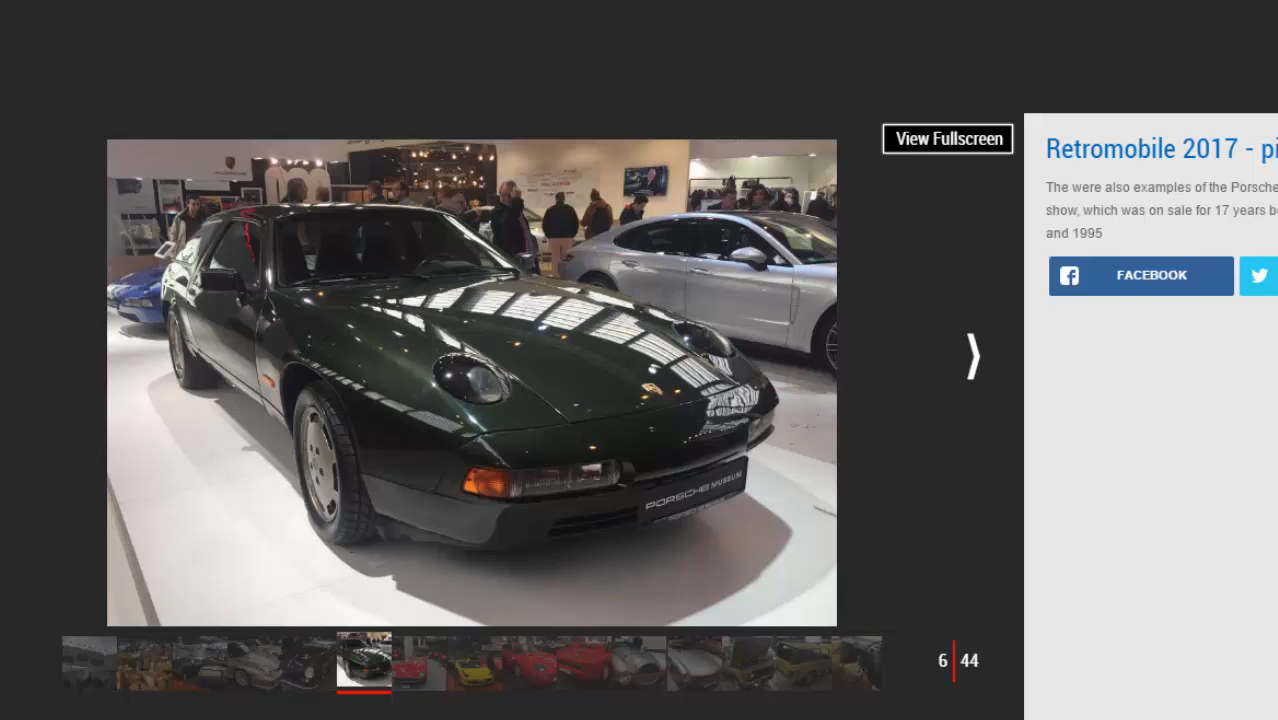 View Fullscreen
Retromobile 2017 - pi
The were also examples of the Porsche
show, which was on sale for 17 years b
and 1995
FACEBOOK
PORSCHE MUSEUM
6 44